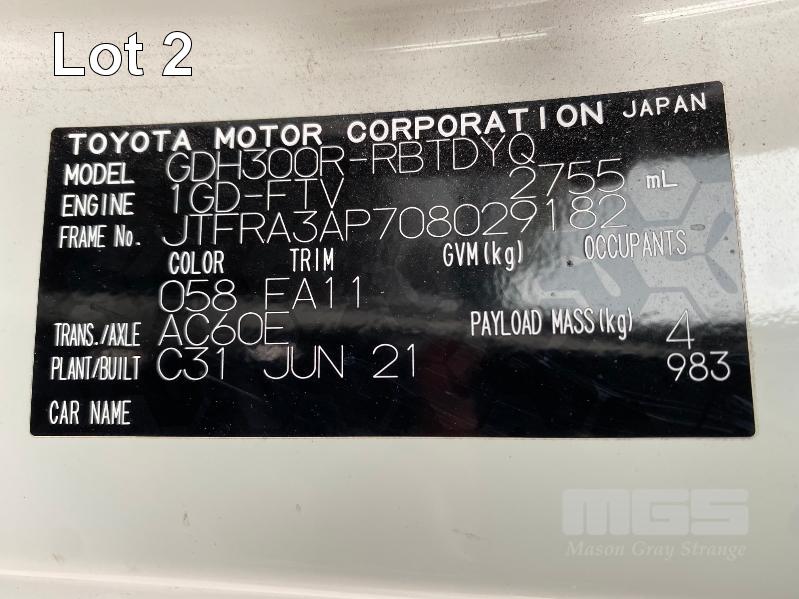 Lot 2
TOYOTA MOTOR CORPORATION JAPAN
MODEL GDH300R-RBTDYQ
ENGINE 1GD-FTV 2755 mL
FRAME No. JTFRA3AP708029182
COLOR TRIM GVM(kg) OCCUPANTS
058 EA11
TRANS./AXLE AC60E PAYLOAD MASS(kg) 4
PLANT/BUILT C31 JUN 21 983
CAR NAME
MGS
Mason Gray Strange